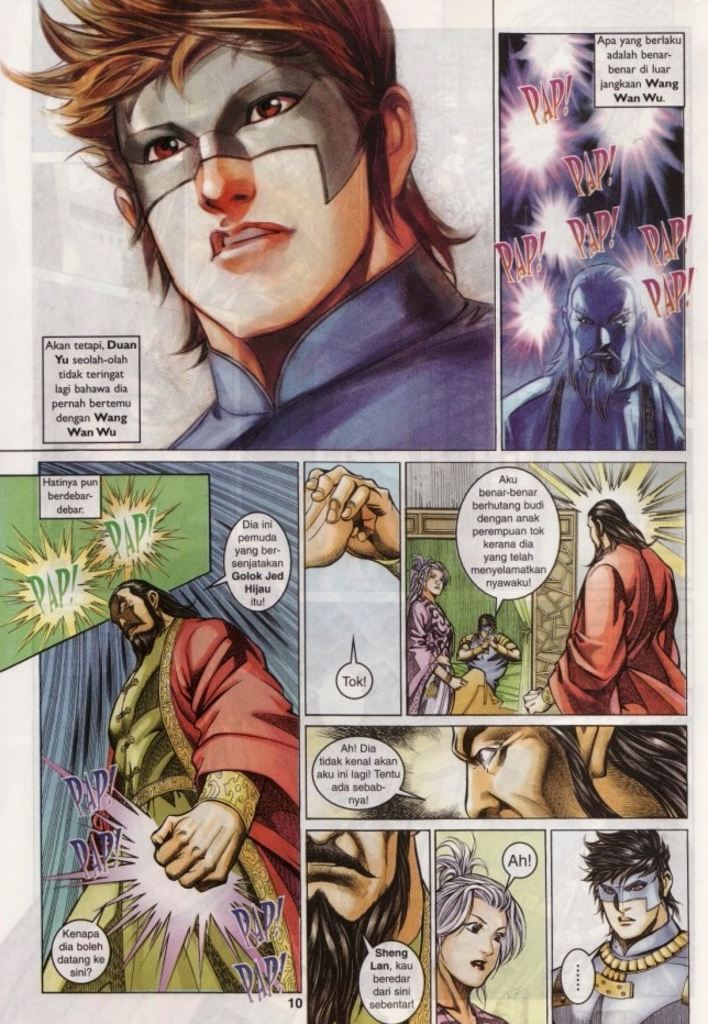 Akan tetapi, Duan
Yu seolah-olah
tidak teringat
lagi bahawa dia
pernah bertemu
dengan Wang
Wan Wu
Apa yang berlaku
adalah benar-
benar di luar
jangkaan Wang
Wan Wu.
PAP!
PAP!
PAP!
PAP!
PAP!
PAP!
Hatinya pun
berdebar-
debar.
PAP!
PAP!
Dia ini
pemuda
yang ber-
senjatakan
Golok Jed
Hijau
itu!
PAP!
PAP!
PAP!
PAP!
Kenapa
dia boleh
datang ke
sini?
Tok!
Aku
benar-benar
berhutang budi
dengan anak
perempuan tok
kerana dia
yang telah
menyelamatkan
nyawaku!
Ah! Dia
tidak kenal akan
aku ini lagi! Tentu
ada sebab-
nya!
Sheng
Lan, kau
beredar
dari sini
sebentar!
Ah!
......
10